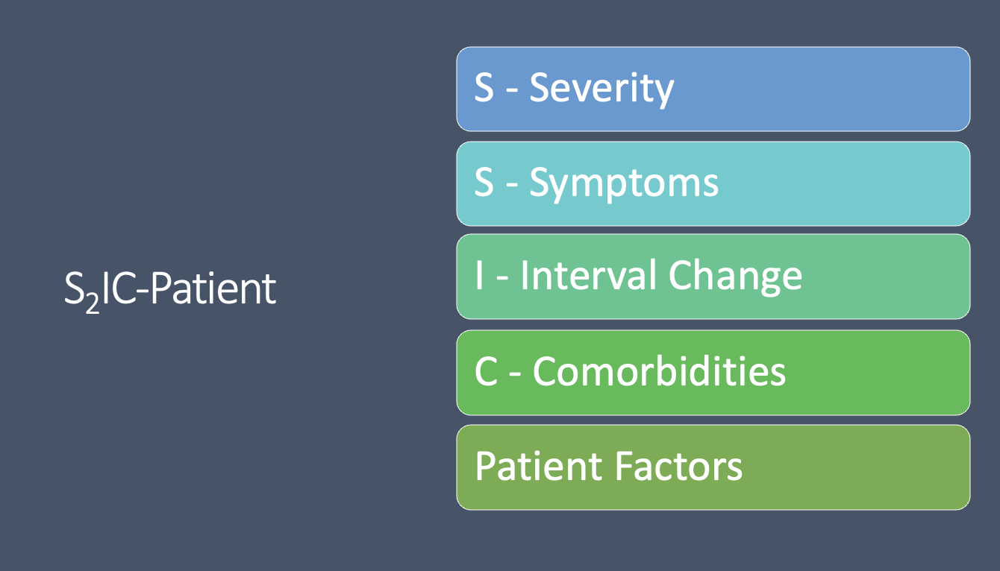 S₂IC-Patient
S - Severity
S - Symptoms
I - Interval Change
C - Comorbidities
Patient Factors